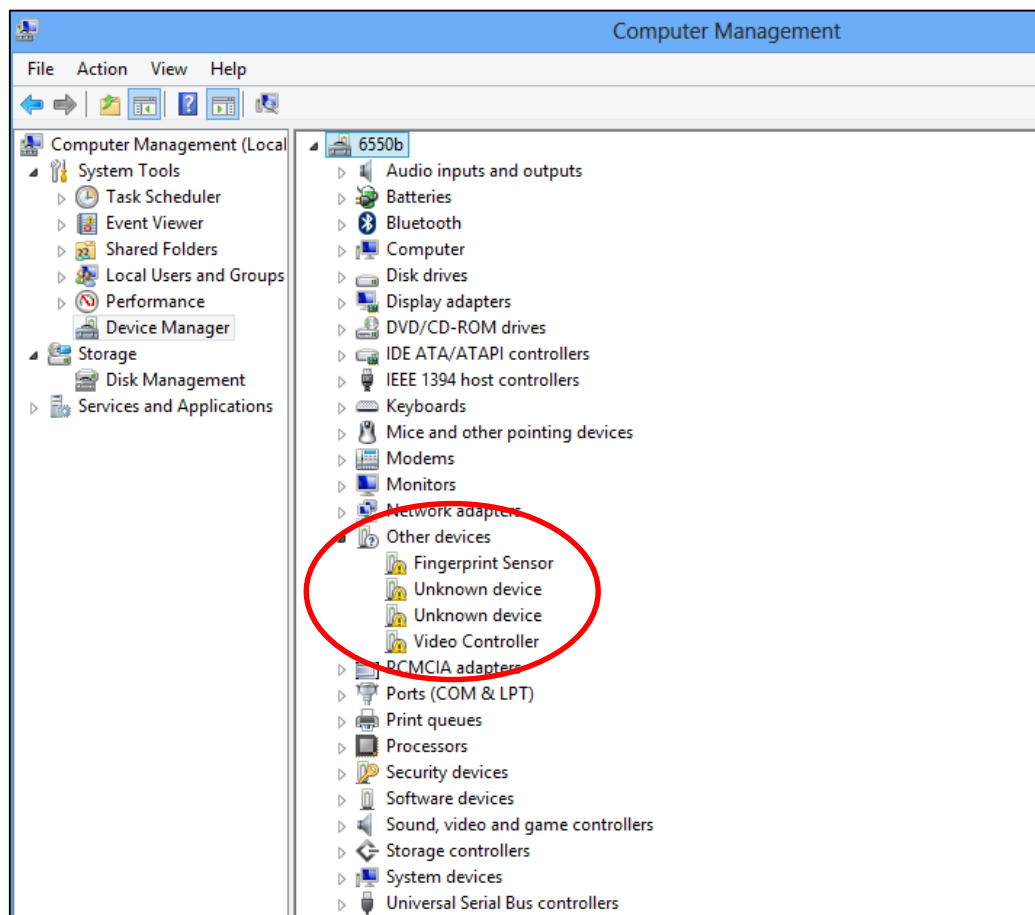 Computer Management
File Action View Help
Computer Management (Local
System Tools
Task Scheduler
Event Viewer
Shared Folders
Local Users and Groups
Performance
Device Manager
Storage
Disk Management
Services and Applications
6550b
Audio inputs and outputs
Batteries
Bluetooth
Computer
Disk drives
Display adapters
DVD/CD-ROM drives
IDE ATA/ATAPI controllers
IEEE 1394 host controllers
Keyboards
Mice and other pointing devices
Modems
Monitors
Network adapters
Other devices
Fingerprint Sensor
Unknown device
Unknown device
Video Controller
PCMCIA adapters
Ports (COM & LPT)
Print queues
Processors
Security devices
Software devices
Sound, video and game controllers
Storage controllers
System devices
Universal Serial Bus controllers